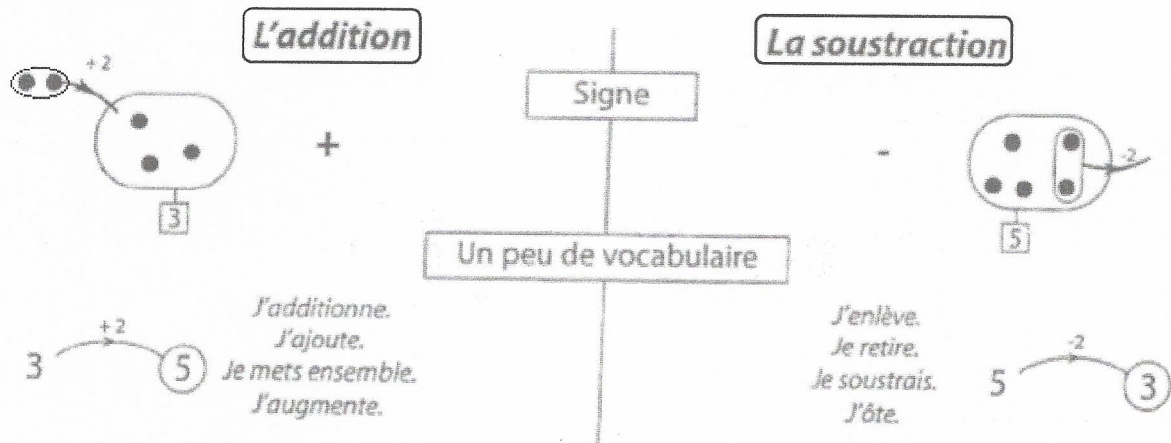 L'addition
La soustraction
+ 2
Signe
+
-
-2
3
5
Un peu de vocabulaire
J'additionne.
J'ajoute.
Je mets ensemble.
J'augmente.
3
+ 2
5
J'enlève.
Je retire.
Je soustrais.
J'ôte.
5
-2
3